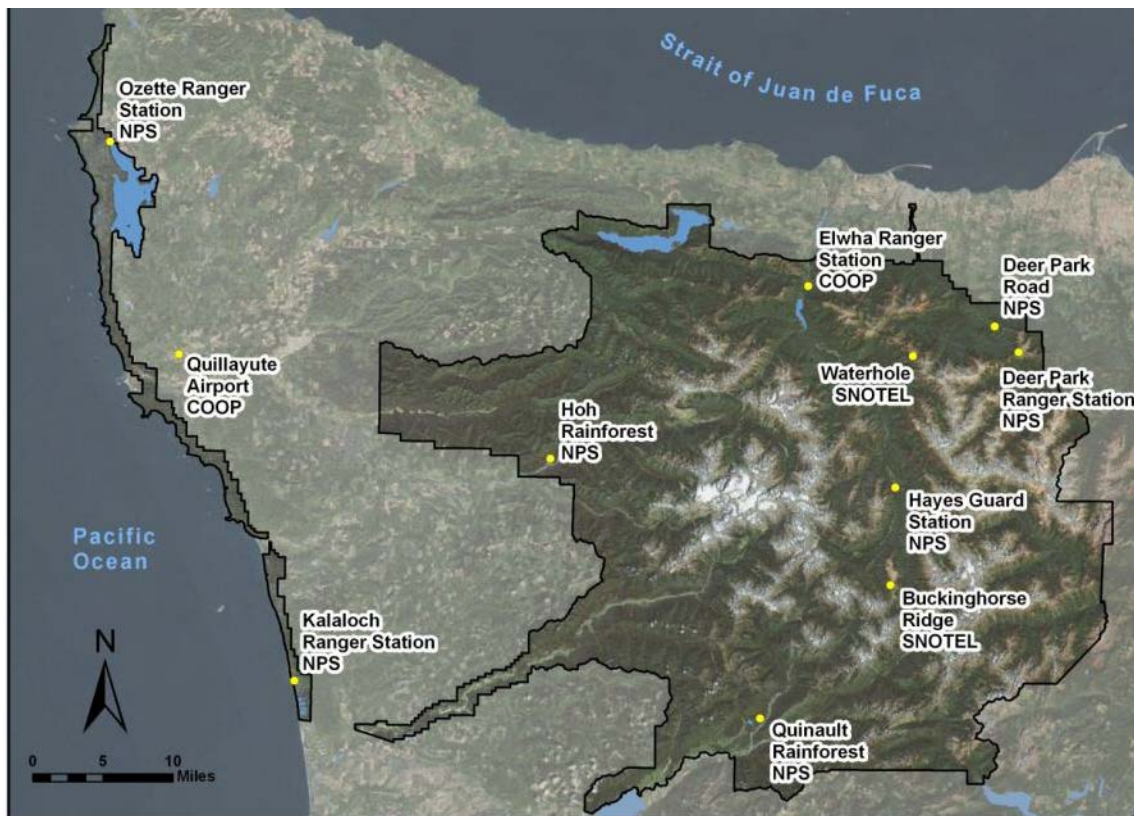 Strait of Juan de Fuca
Ozette Ranger
Station
NPS
Elwha Ranger
Station
COOP
Deer Park
Road
NPS
Quillayute
Airport
COOP
Waterhole
SNOTEL
Deer Park
Ranger Station
NPS
Hoh
Rainforest
NPS
Hayes Guard
Station
NPS
Pacific
Ocean
Buckinghorse
Ridge
SNOTEL
Kalaloch
Ranger Station
NPS
N
Quinault
Rainforest
NPS
0 5 10
Miles